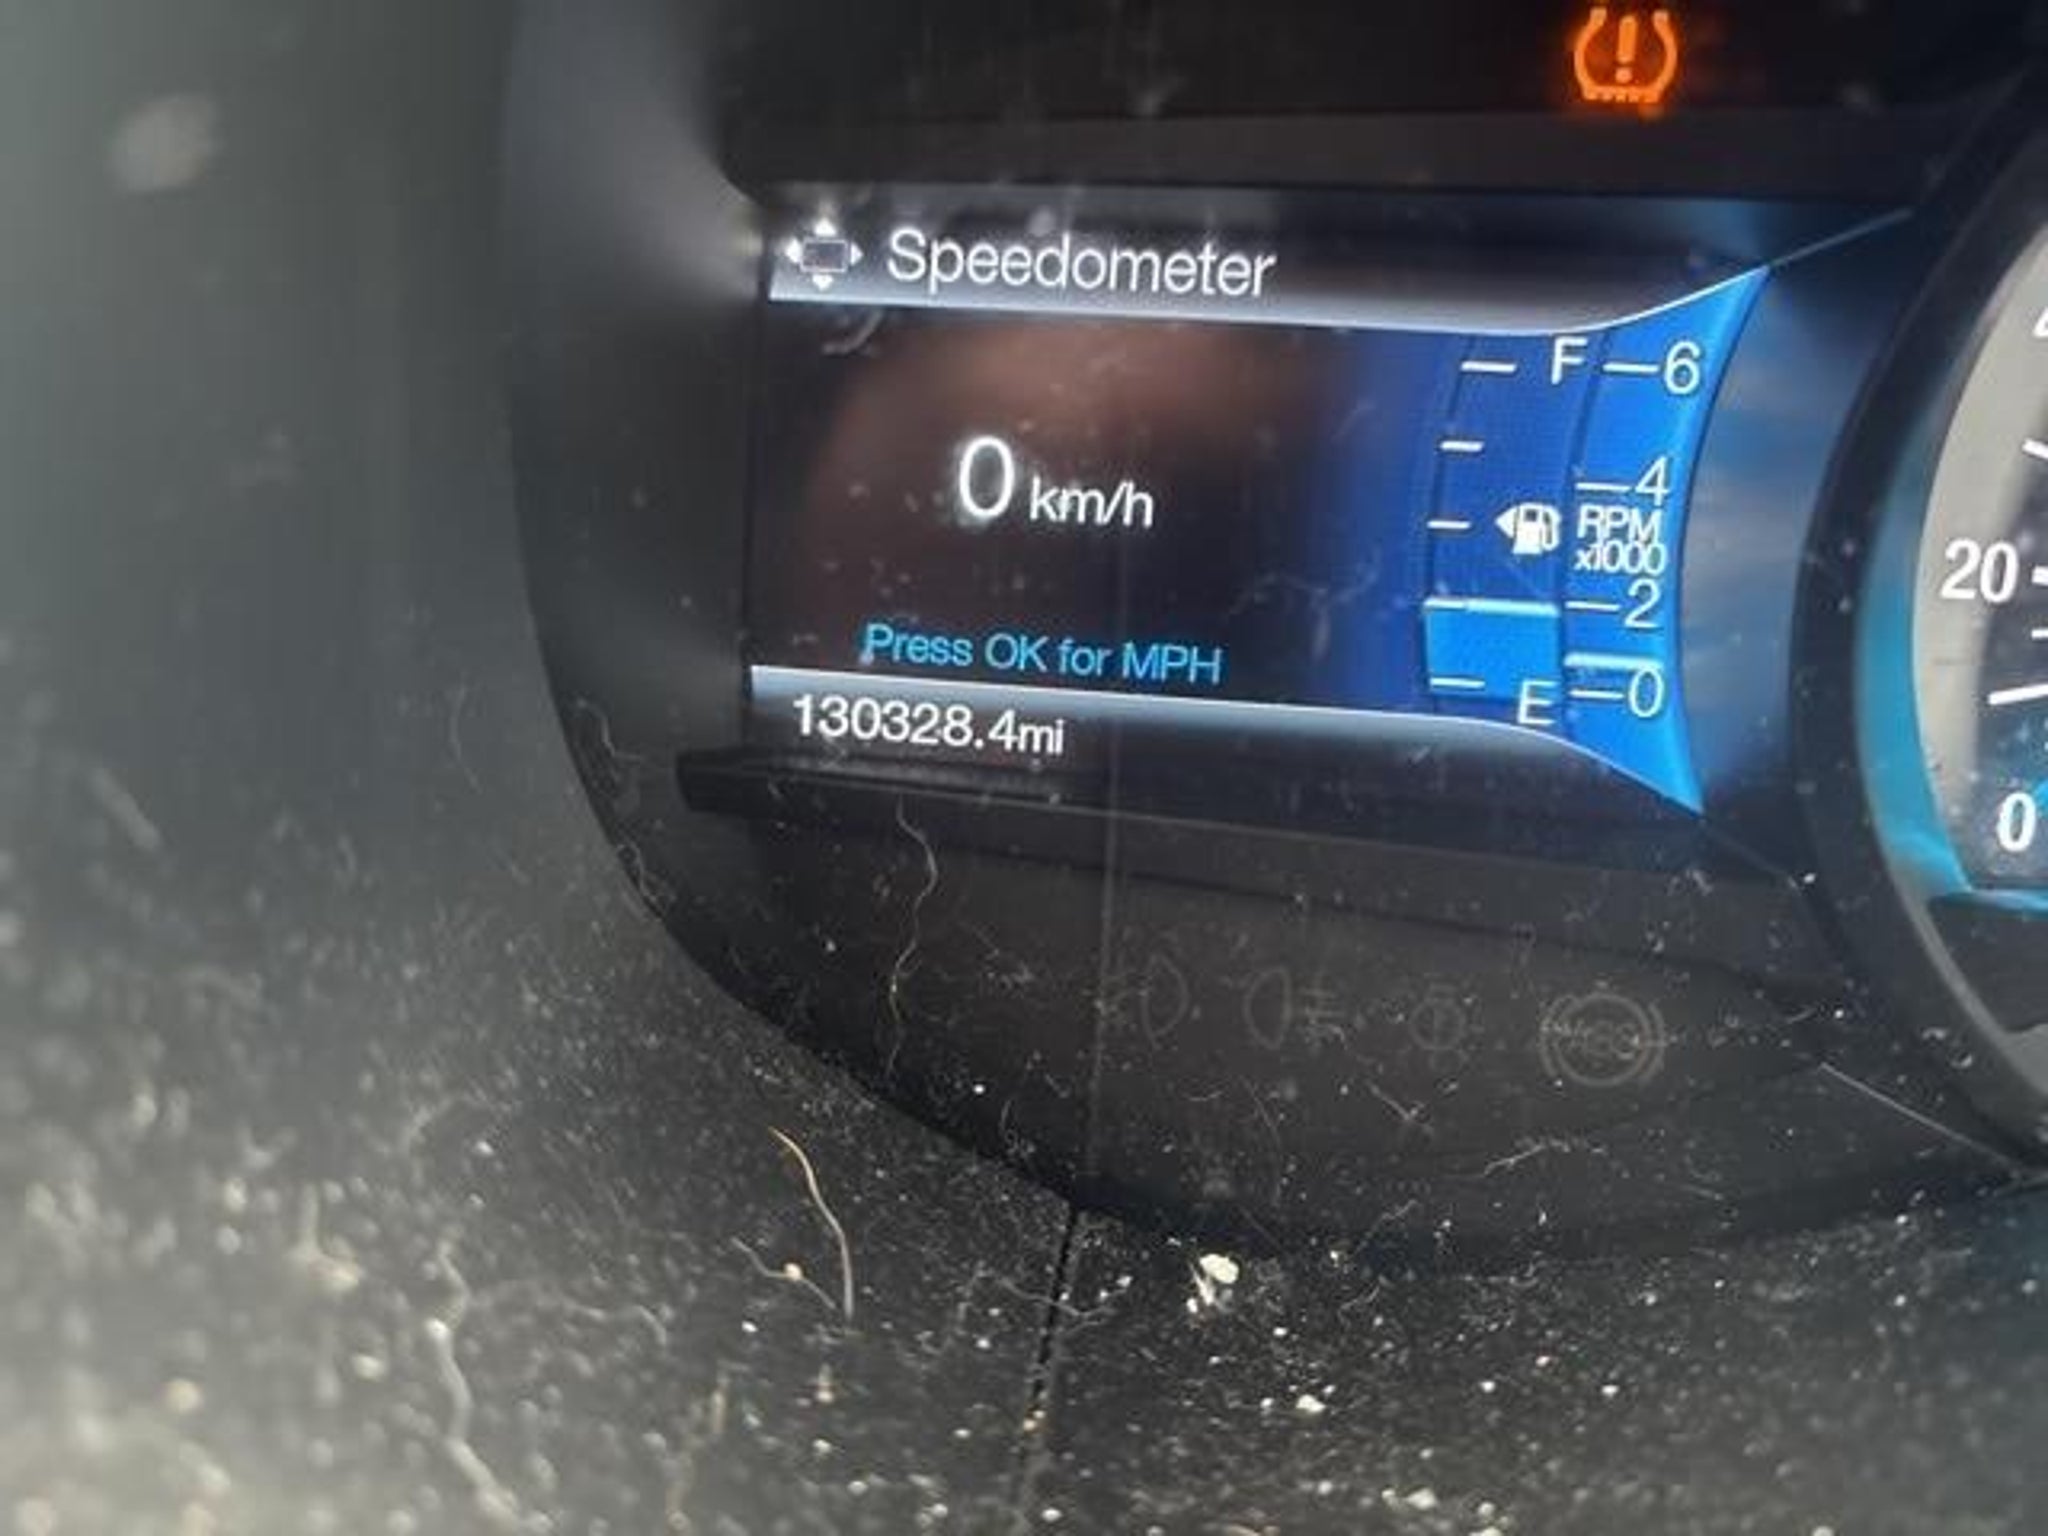 Speedometer
F 6
0 km/h
4
RPM
x1000
20
2
Press OK for MPH
E 0
130328.4mi
0